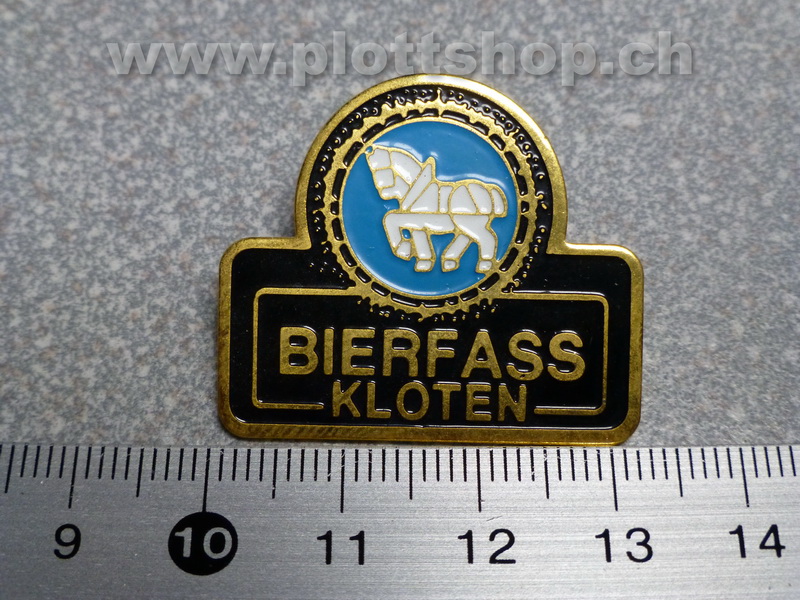 www.plottshop.ch
BIERFASS
KLOTEN
9 10 11 12 13 14